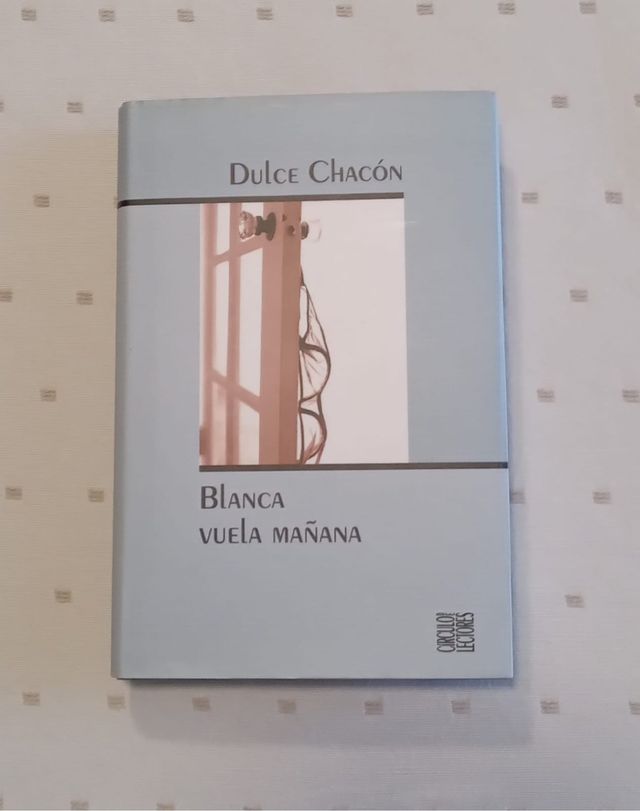 Dulce Chacón
Blanca
vuela mañana
CÍRCULO DE
LECTORES